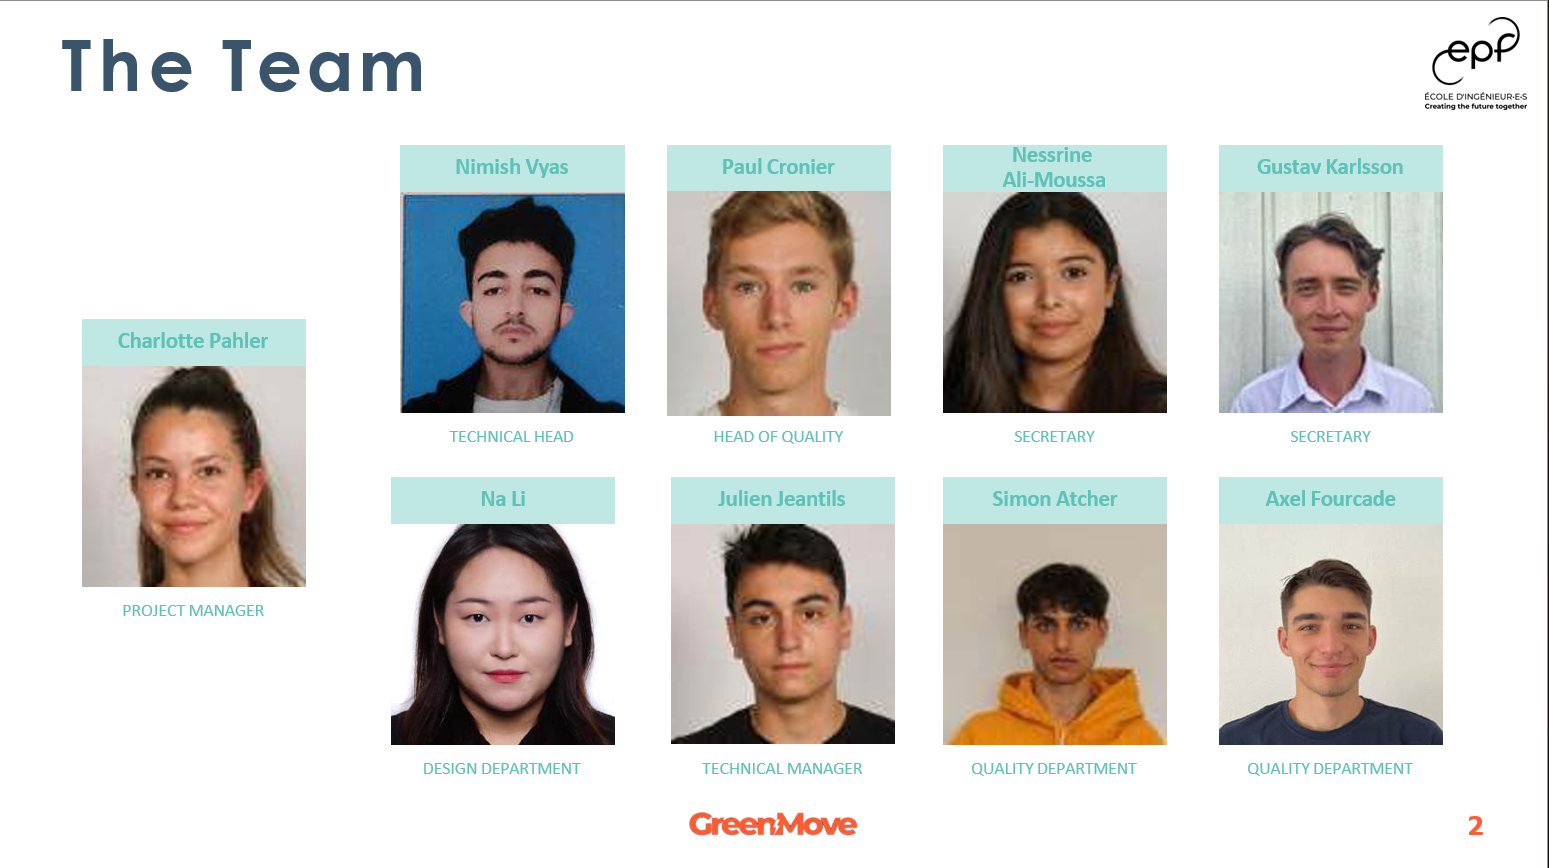 The Team
epf
ÉCOLE D'INGÉNIEUR·E·S
Creating the future together
Nimish Vyas
Paul Cronier
Nessrine
Ali-Moussa
Gustav Karlsson
Charlotte Pahler
TECHNICAL HEAD
HEAD OF QUALITY
SECRETARY
SECRETARY
Na Li
Julien Jeantils
Simon Atcher
Axel Fourcade
PROJECT MANAGER
DESIGN DEPARTMENT
TECHNICAL MANAGER
QUALITY DEPARTMENT
QUALITY DEPARTMENT
GreenMove
2